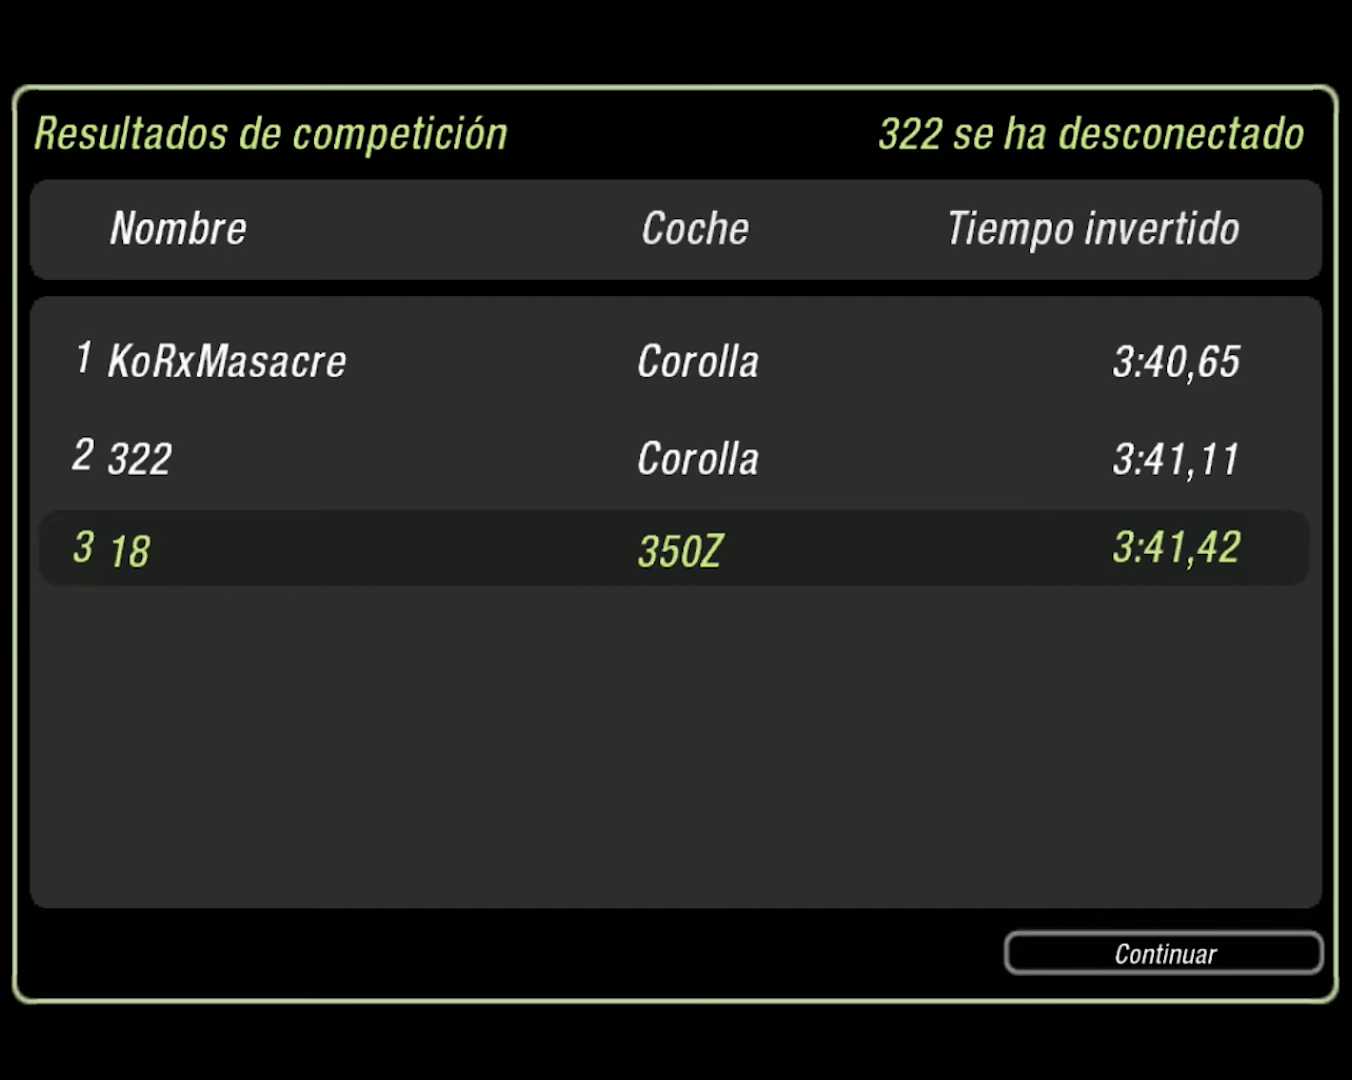 Resultados de competición 322 se ha desconectado
Nombre Coche Tiempo invertido
1 KoRxMasacre Corolla 3:40,65
2 322 Corolla 3:41,11
3 18 350Z 3:41,42
Continuar